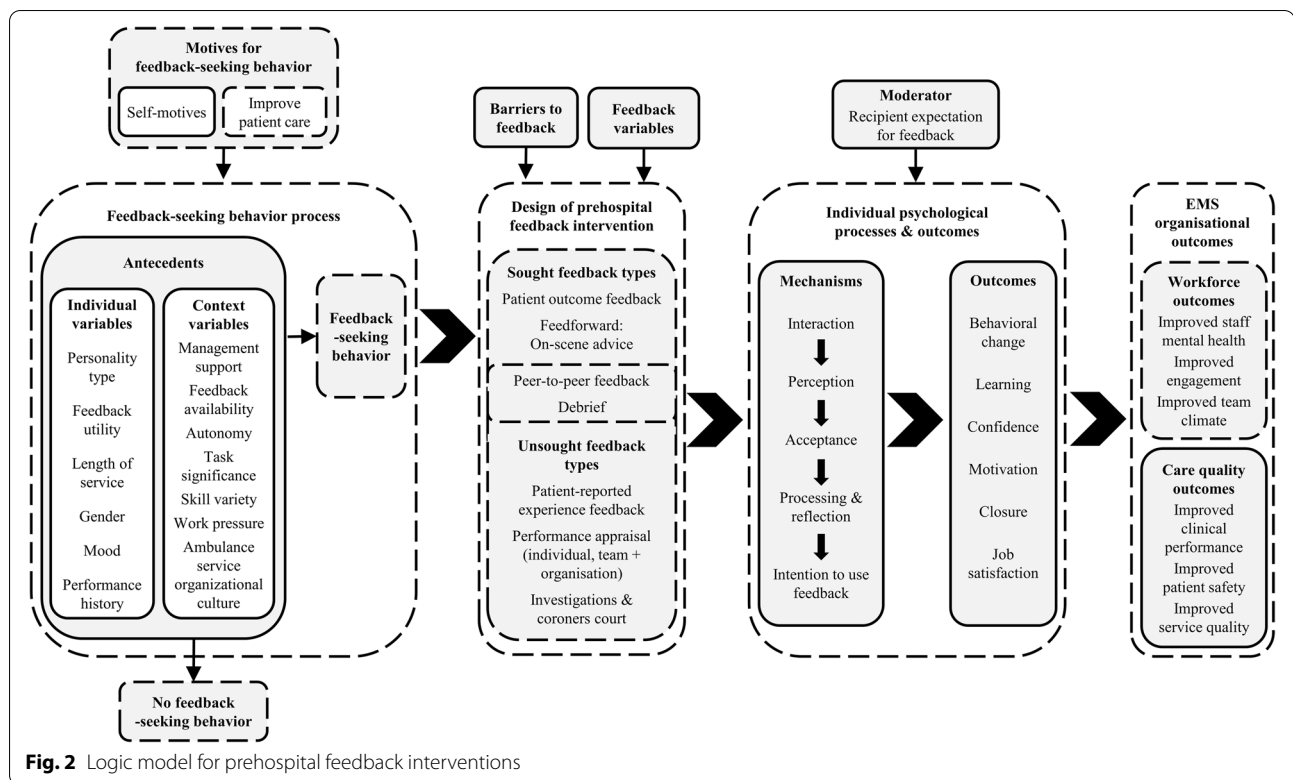 Motives for
feedback-seeking behavior
Self-motives
Improve
patient care
Feedback-seeking behavior process
Antecedents
Individual
variables
Personality
type
Feedback
utility
Length of
service
Gender
Mood
Performance
history
Context
variables
Management
support
Feedback
availability
Autonomy
Task
significance
Skill variety
Work pressure
Ambulance
service
organizational
culture
Feedback
-seeking
behavior
No feedback
-seeking behavior
Barriers to
feedback
Feedback
variables
Design of prehospital
feedback intervention
Sought feedback types
Patient outcome feedback
Feedforward:
On-scene advice
Peer-to-peer feedback
Debrief
Unsought feedback
types
Patient-reported
experience feedback
Performance appraisal
(individual, team +
organisation)
Investigations &
coroners court
Moderator
Recipient expectation
for feedback
Individual psychological
processes & outcomes
Mechanisms
Interaction
Perception
Acceptance
Processing &
reflection
Intention to use
feedback
Outcomes
Behavioral
change
Learning
Confidence
Motivation
Closure
Job
satisfaction
EMS
organisational
outcomes
Workforce
outcomes
Improved staff
mental health
Improved
engagement
Improved team
climate
Care quality
outcomes
Improved
clinical
performance
Improved
patient safety
Improved
service quality
Fig. 2 Logic model for prehospital feedback interventions